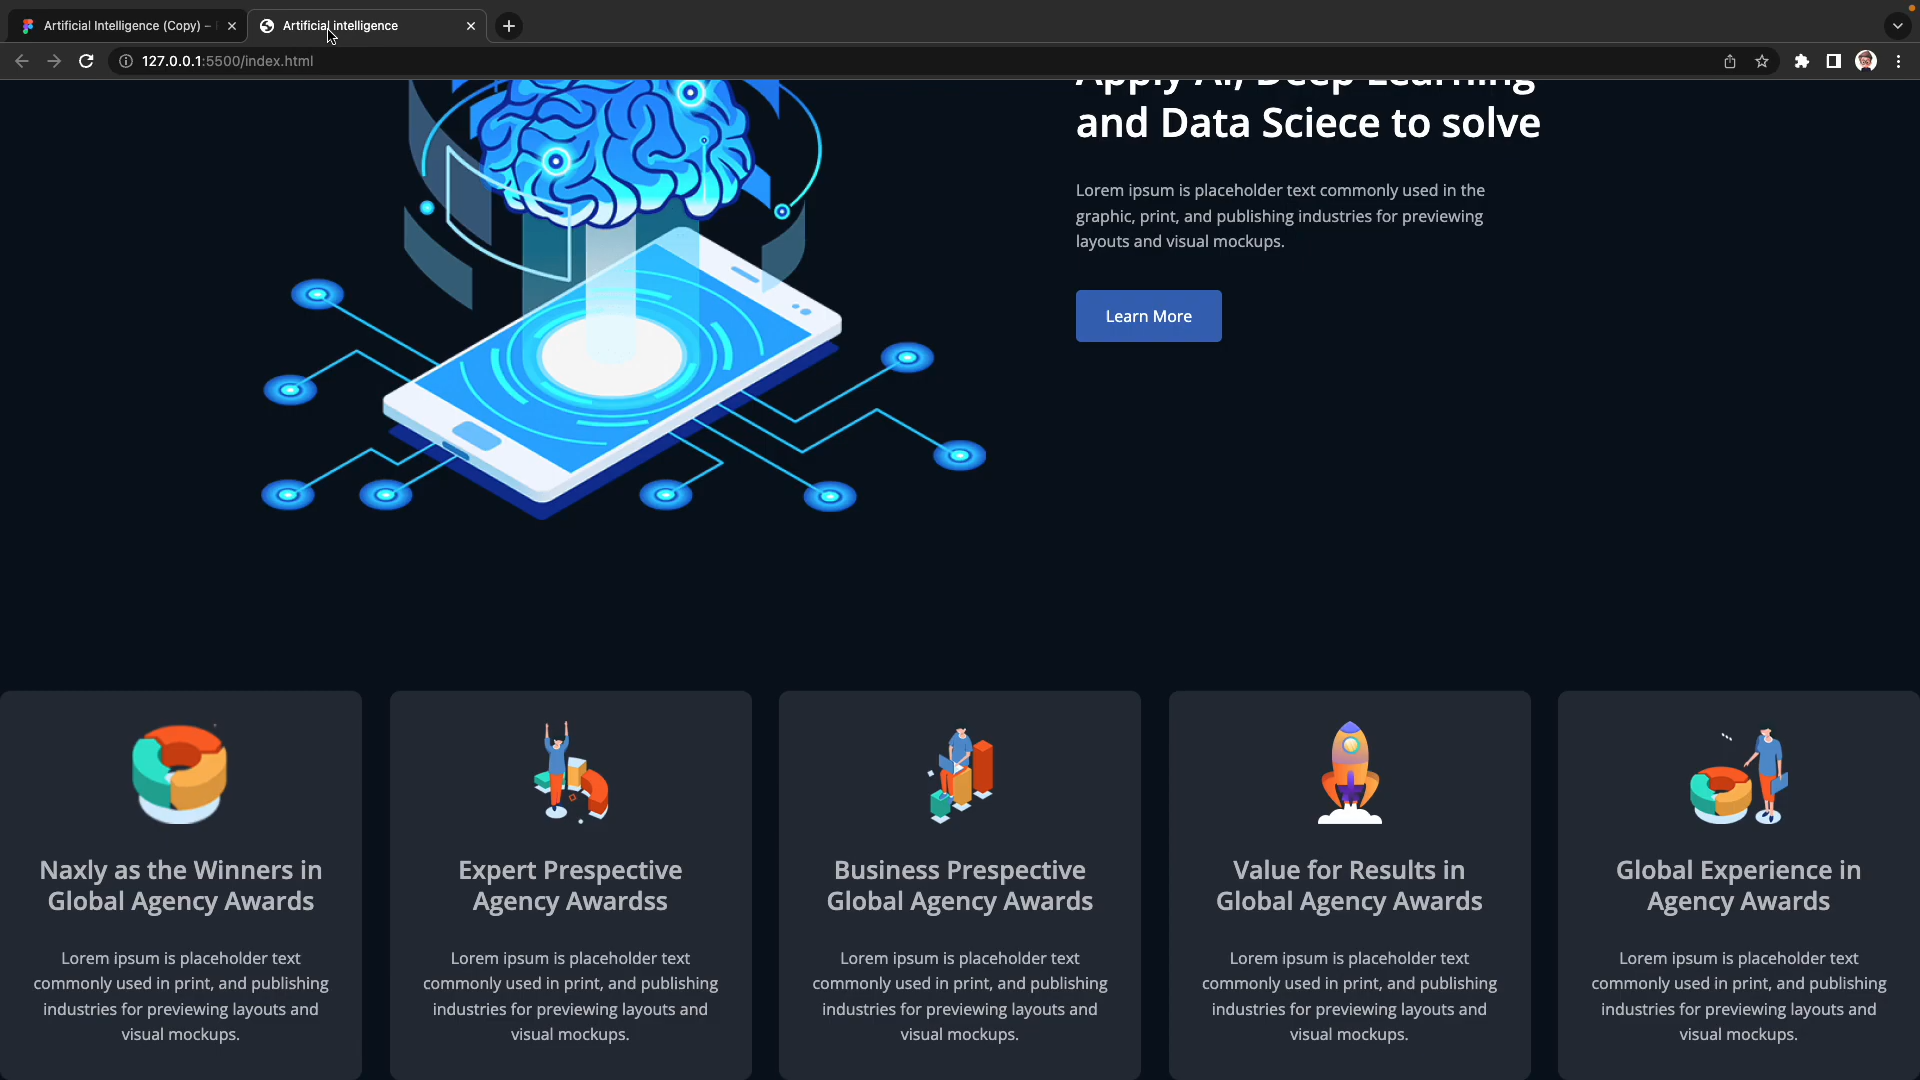 Artificial Intelligence (Copy) –
Artificial intelligence
127.0.0.1:5500/index.html
Apply AI, Deep Learning
and Data Sciece to solve
Lorem ipsum is placeholder text commonly used in the
graphic, print, and publishing industries for previewing
layouts and visual mockups.
Learn More
Naxly as the Winners in
Global Agency Awards
Lorem ipsum is placeholder text
commonly used in print, and publishing
industries for previewing layouts and
visual mockups.
Expert Prespective
Agency Awardss
Lorem ipsum is placeholder text
commonly used in print, and publishing
industries for previewing layouts and
visual mockups.
Business Prespective
Global Agency Awards
Lorem ipsum is placeholder text
commonly used in print, and publishing
industries for previewing layouts and
visual mockups.
Value for Results in
Global Agency Awards
Lorem ipsum is placeholder text
commonly used in print, and publishing
industries for previewing layouts and
visual mockups.
Global Experience in
Agency Awards
Lorem ipsum is placeholder text
commonly used in print, and publishing
industries for previewing layouts and
visual mockups.